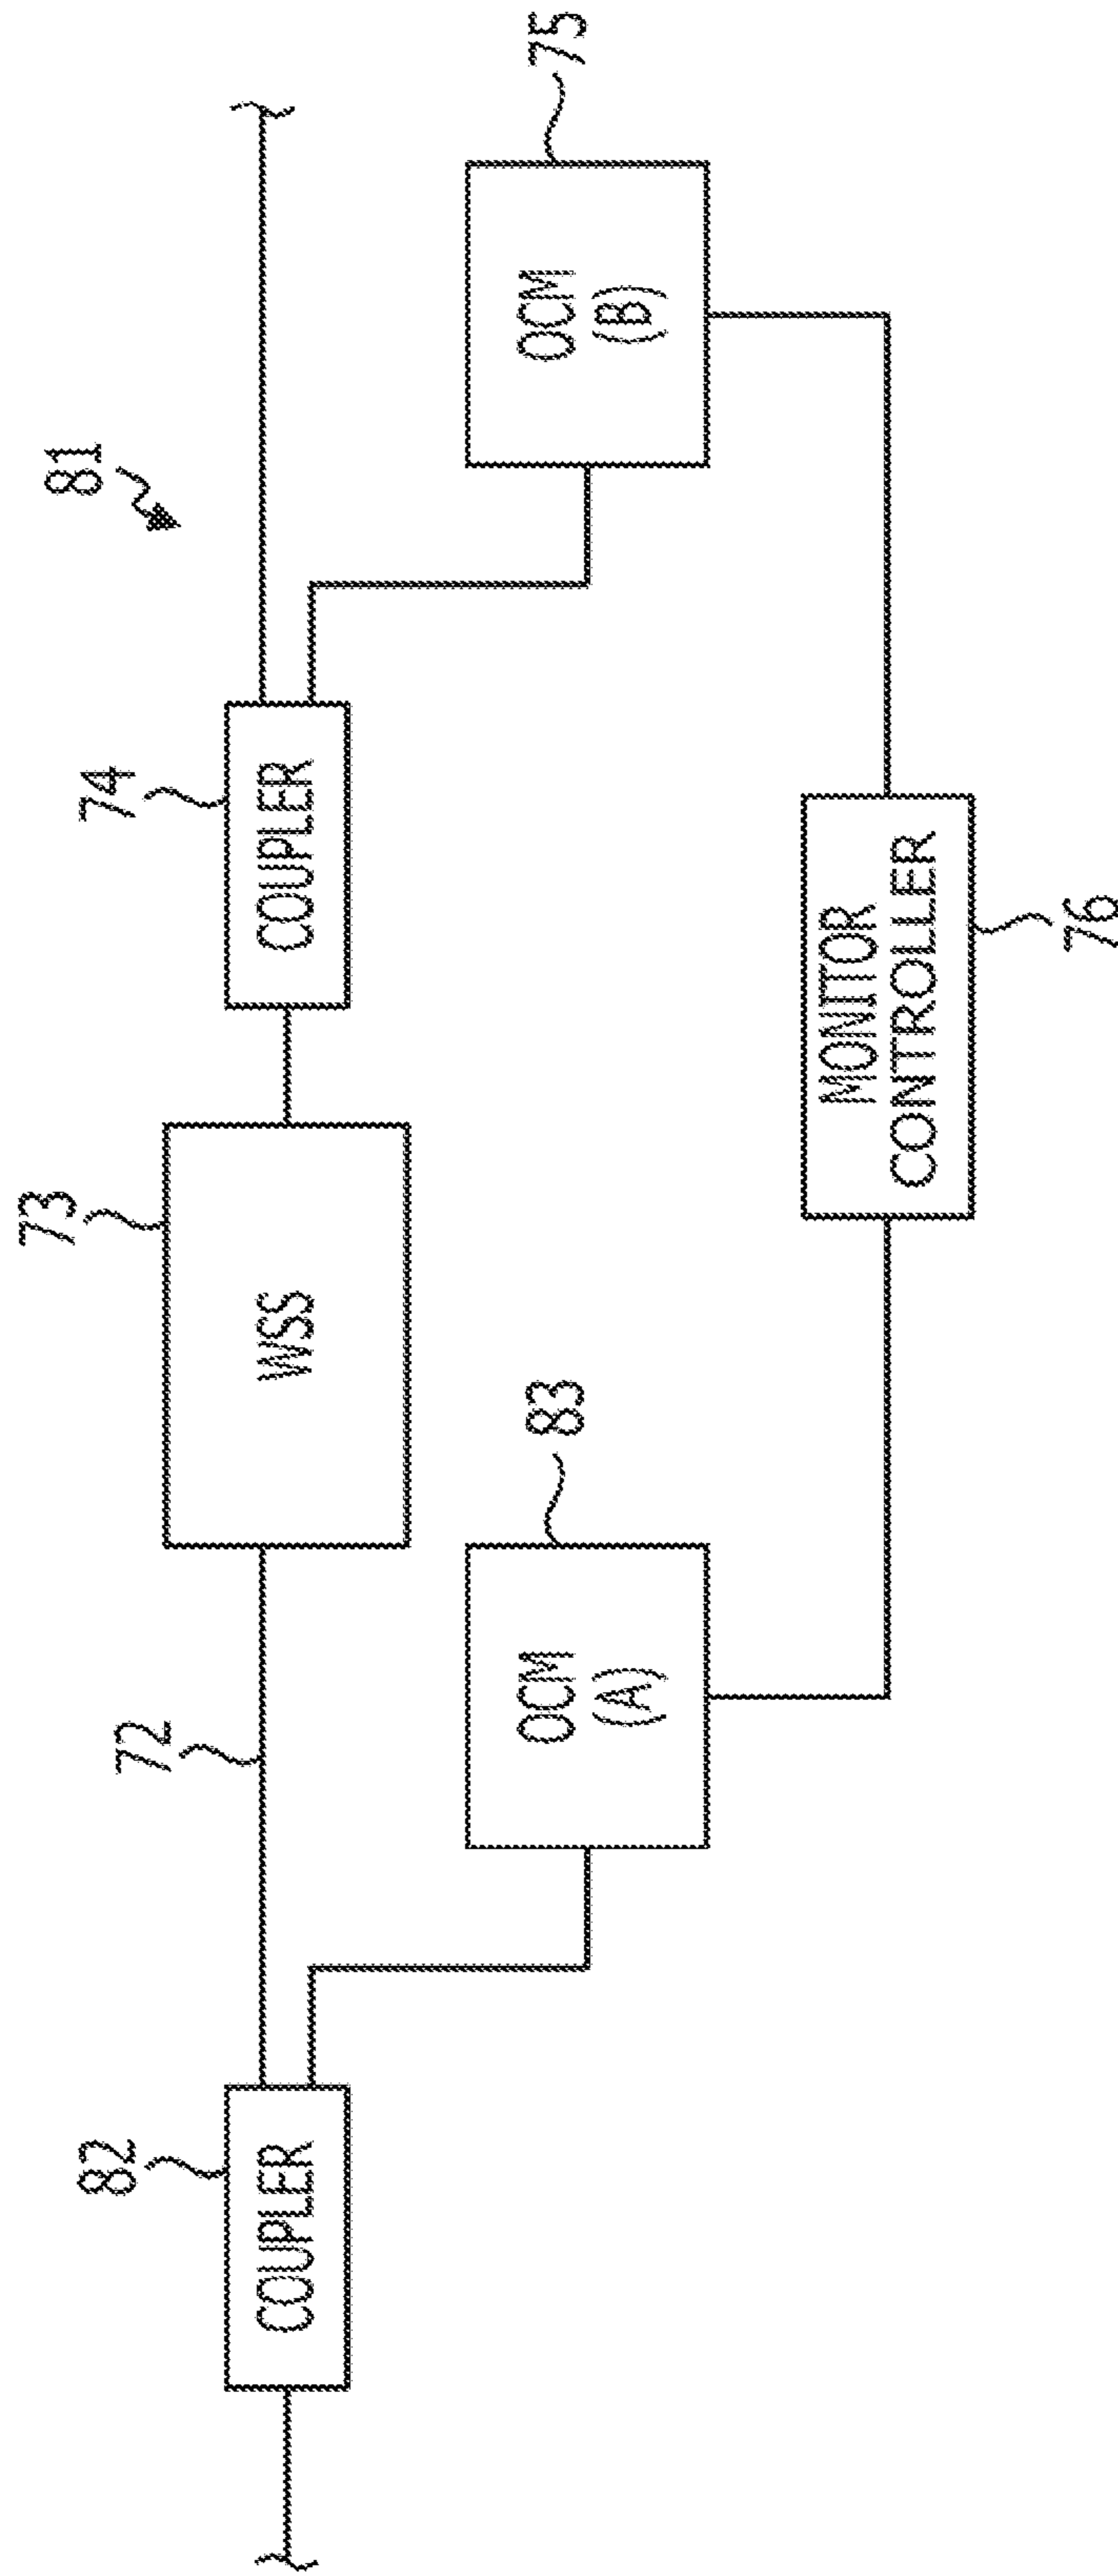 81
82
COUPLER
72
73
WSS
74
COUPLER
83
OCM
(A)
75
OCM
(B)
MONITOR
CONTROLLER
76